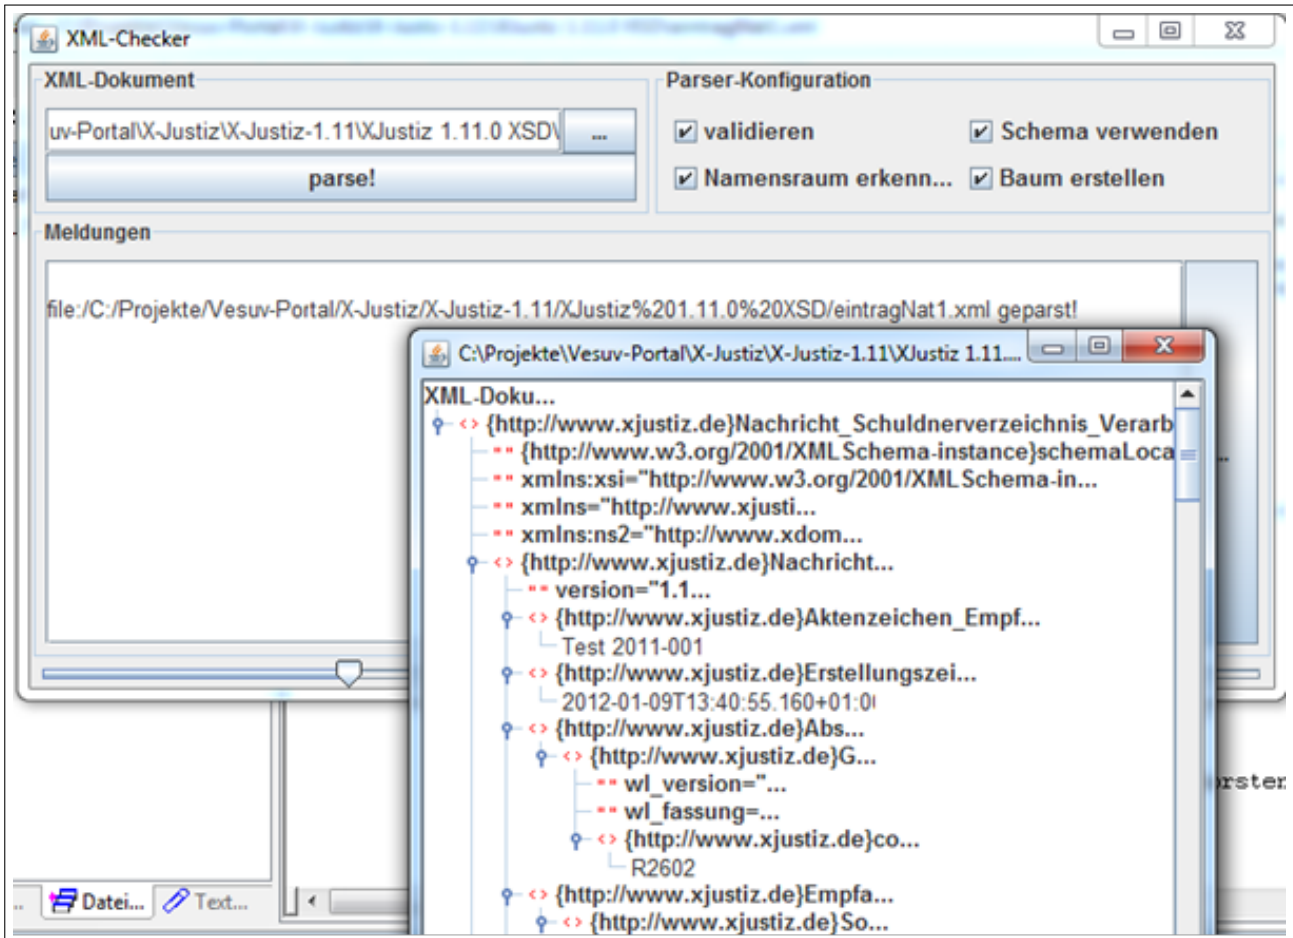 XML-Checker
XML-Dokument
Parser-Konfiguration
uv-Portal\X-Justiz\X-Justiz-1.11\XJustiz 1.11.0 XSD\
...
validieren
Schema verwenden
parse!
Namensraum erkenn...
Baum erstellen
Meldungen
file:/C:/Projekte/Vesuv-Portal/X-Justiz/X-Justiz-1.11/XJustiz%201.11.0%20XSD/eintragNat1.xml geparst!
C:\Projekte\Vesuv-Portal\X-Justiz\X-Justiz-1.11\XJustiz 1.11....
XML-Doku...
<> {http://www.xjustiz.de}Nachricht_Schuldnerverzeichnis_Verarb
"" {http://www.w3.org/2001/XMLSchema-instance}schemaLoca
"" xmlns:xsi="http://www.w3.org/2001/XMLSchema-in...
"" xmlns="http://www.xjusti...
"" xmlns:ns2="http://www.xdom...
<> {http://www.xjustiz.de}Nachricht...
"" version="1.1...
<> {http://www.xjustiz.de}Aktenzeichen_Empf...
Test 2011-001
<> {http://www.xjustiz.de}Erstellungszei...
2012-01-09T13:40:55.160+01:00
<> {http://www.xjustiz.de}Abs...
<> {http://www.xjustiz.de}G...
"" wl_version="...
"" wl_fassung=...
<> {http://www.xjustiz.de}co...
R2602
<> {http://www.xjustiz.de}Empfa...
<> {http://www.xjustiz.de}So...
orsten
Datei...
Text...